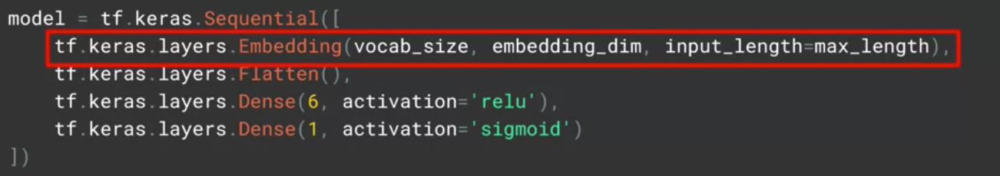 model = tf.keras.Sequential([
    tf.keras.layers.Embedding(vocab_size, embedding_dim, input_length=max_length),
    tf.keras.layers.Flatten(),
    tf.keras.layers.Dense(6, activation='relu'),
    tf.keras.layers.Dense(1, activation='sigmoid')
])